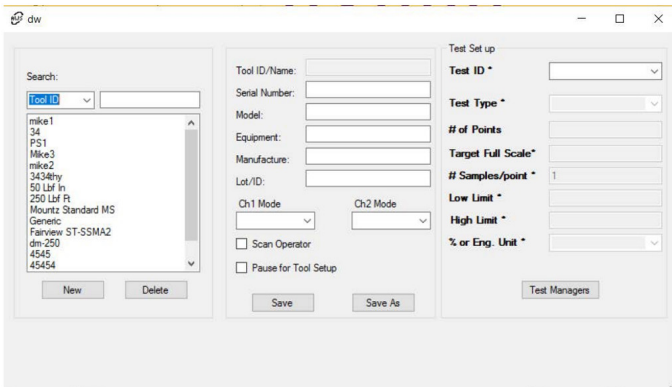 dw
Search:
Tool ID
mike1
34
PS1
Mike3
mike2
3434thy
50 Lbf In
250 Lbf Ft
Mountz Standard MS
Generic
Fairview ST-SSMA2
dm-250
4545
45454
New Delete
Tool ID/Name:
Serial Number:
Model:
Equipment:
Manufacture:
Lot/ID:
Ch1 Mode Ch2 Mode
Scan Operator
Pause for Tool Setup
Save Save As
Test Set up
Test ID *
Test Type *
# of Points
Target Full Scale*
# Samples/point * 1
Low Limit *
High Limit *
% or Eng. Unit *
Test Managers